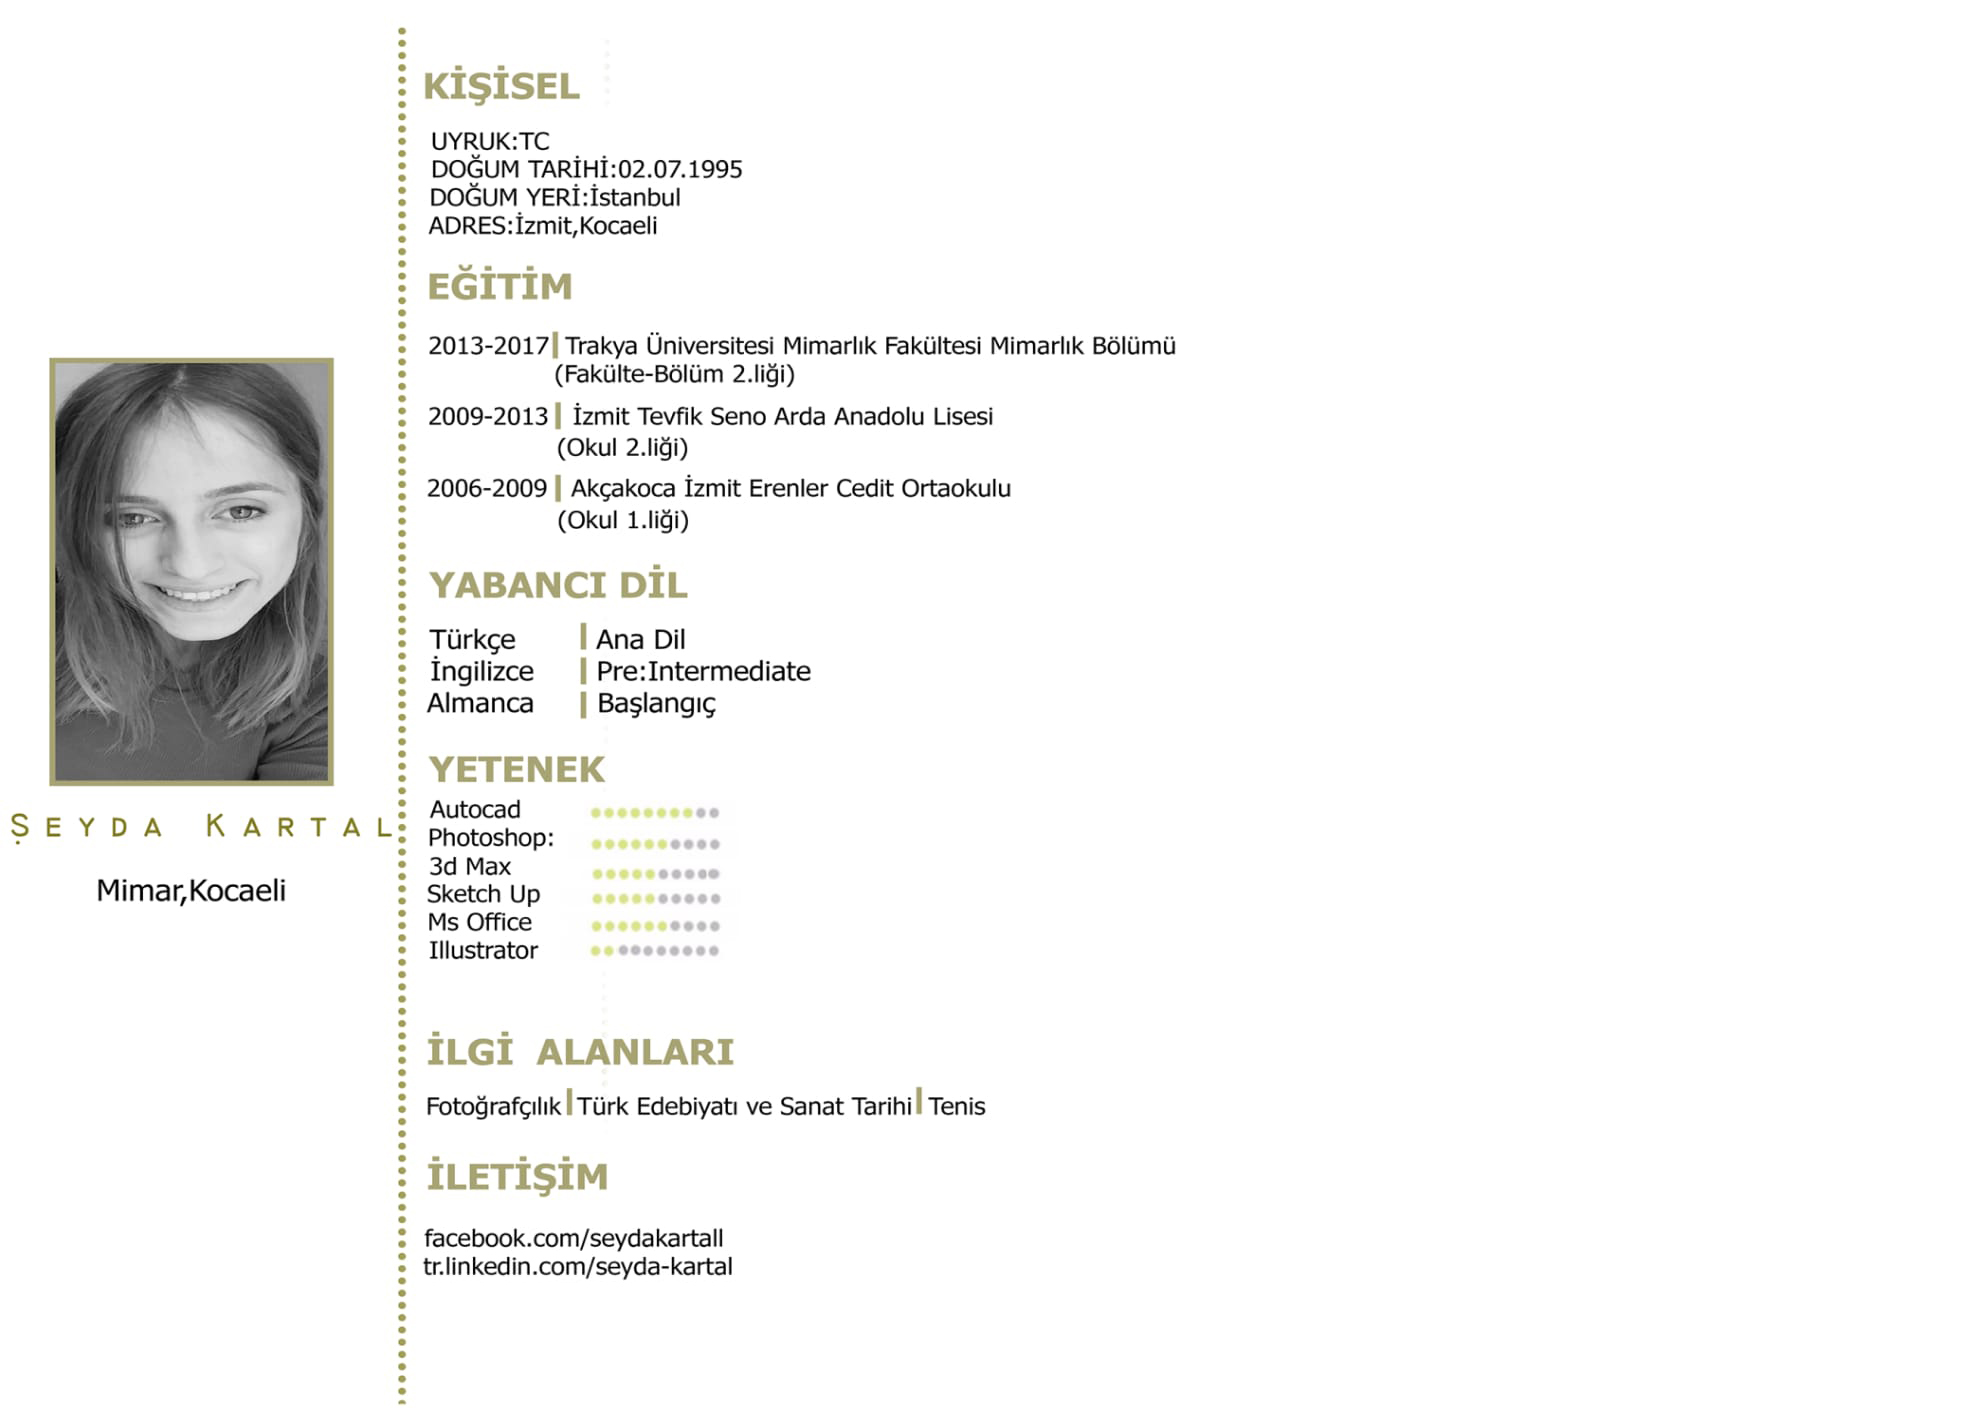 ŞEYDA KARTAL
Mimar,Kocaeli
KİŞİSEL
UYRUK:TC
DOĞUM TARİHİ:02.07.1995
DOĞUM YERİ:İstanbul
ADRES:İzmit,Kocaeli
EĞİTİM
2013-2017 Trakya Üniversitesi Mimarlık Fakültesi Mimarlık Bölümü
(Fakülte-Bölüm 2.liği)
2009-2013 İzmit Tevfik Seno Arda Anadolu Lisesi
(Okul 2.liği)
2006-2009 Akçakoca İzmit Erenler Cedit Ortaokulu
(Okul 1.liği)
YABANCI DİL
Türkçe Ana Dil
İngilizce Pre:Intermediate
Almanca Başlangıç
YETENEK
Autocad
Photoshop:
3d Max
Sketch Up
Ms Office
Illustrator
İLGİ ALANLARI
Fotoğrafçılık Türk Edebiyatı ve Sanat Tarihi Tenis
İLETİŞİM
facebook.com/seydakartall
tr.linkedin.com/seyda-kartal